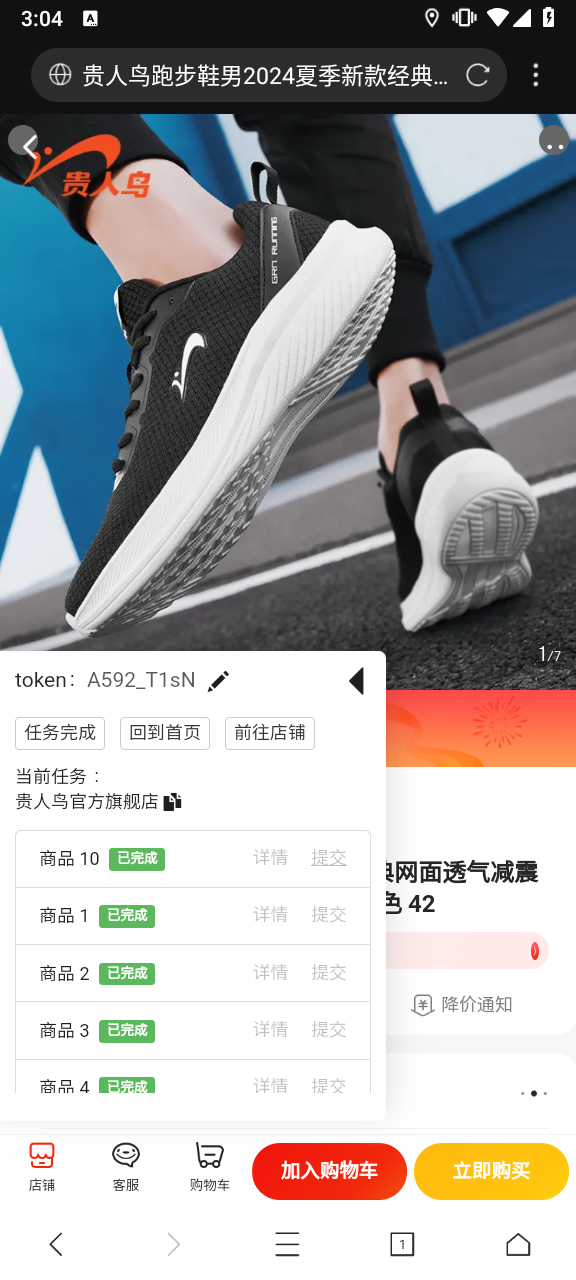 3:04
A
贵人鸟跑步鞋男2024夏季新款经典...
贵人鸟
GRN RUNNING
1/7
token: A592_T1sN
任务完成 回到首页 前往店铺
当前任务：
贵人鸟官方旗舰店
商品 10 已完成 详情 提交
典网面透气减震
色 42
商品 1 已完成 详情 提交
商品 2 已完成 详情 提交
降价通知
商品 3 已完成 详情 提交
商品 4 已完成 详情 提交
店铺 客服 购物车 加入购物车 立即购买
1